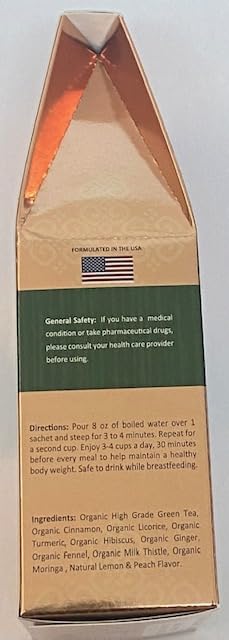 FORMULATED IN THE USA
General Safety: If you have a medical
condition or take pharmaceutical drugs,
please consult your health care provider
before using.
Directions: Pour 8 oz of boiled water over 1
sachet and steep for 3 to 4 minutes. Repeat for
a second cup. Enjoy 3-4 cups a day, 30 minutes
before every meal to help maintain a healthy
body weight. Safe to drink while breastfeeding.
Ingredients: Organic High Grade Green Tea,
Organic Cinnamon, Organic Licorice, Organic
Turmeric, Organic Hibiscus, Organic Ginger,
Organic Fennel, Organic Milk Thistle, Organic
Moringa , Natural Lemon & Peach Flavor.